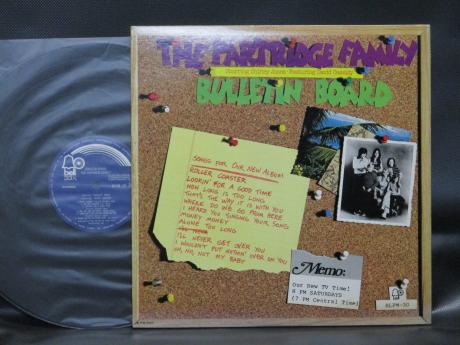 THE PARTRIDGE FAMILY
Starring Shirley Jones · Featuring David Cassidy
BULLETIN BOARD
SONGS FOR OUR NEW ALBUM
ROLLER COASTER
LOOKIN' FOR A GOOD TIME
HOW LONG IS TOO LONG
THAT'S THE WAY IT IS WITH YOU
WHERE DO WE GO FROM HERE
I HEARD YOU SINGING YOUR SONG
MONEY MONEY
ALONE TOO LONG
I'LL NEVER GET OVER YOU
I WOULDN'T PUT NOTHIN' OVER ON YOU
OH, NO, NOT MY BABY
Memo:
Our New TV Time!
8 PM SATURDAYS
(7 PM Central Time)
BLPM-30
bell